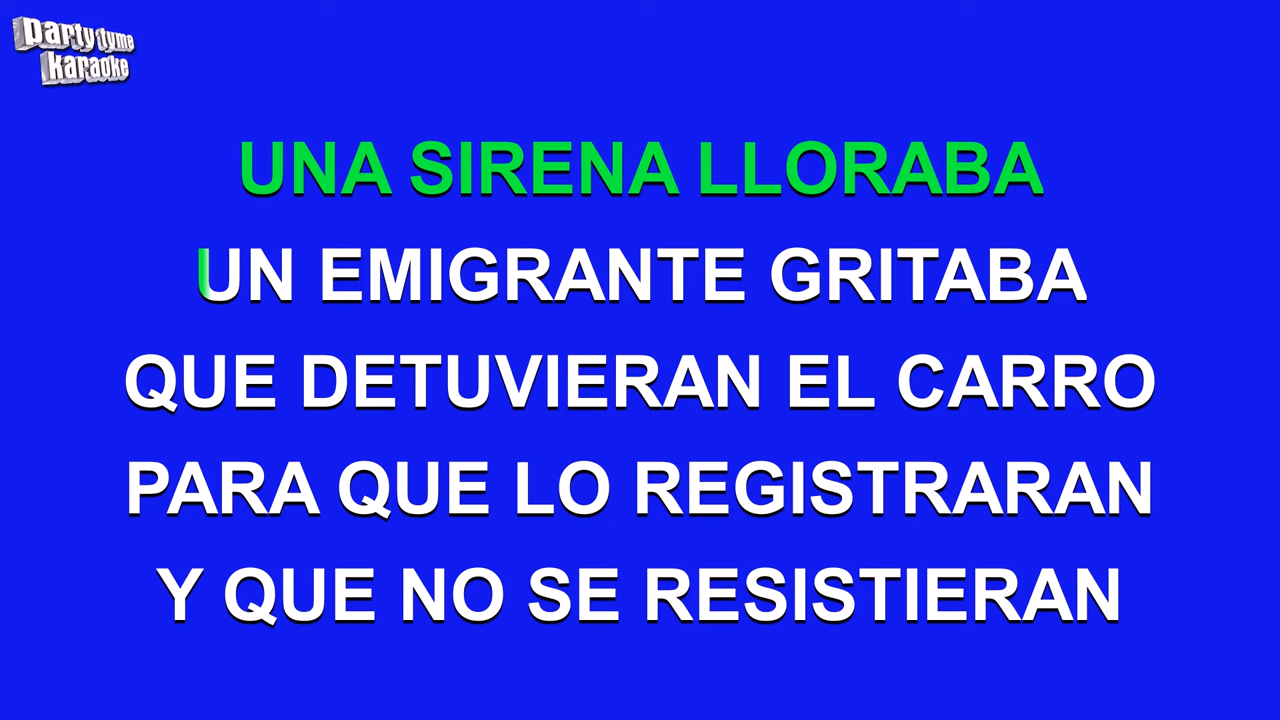 party tyme
karaoke
UNA SIRENA LLORABA
UN EMIGRANTE GRITABA
QUE DETUVIERAN EL CARRO
PARA QUE LO REGISTRARAN
Y QUE NO SE RESISTIERAN